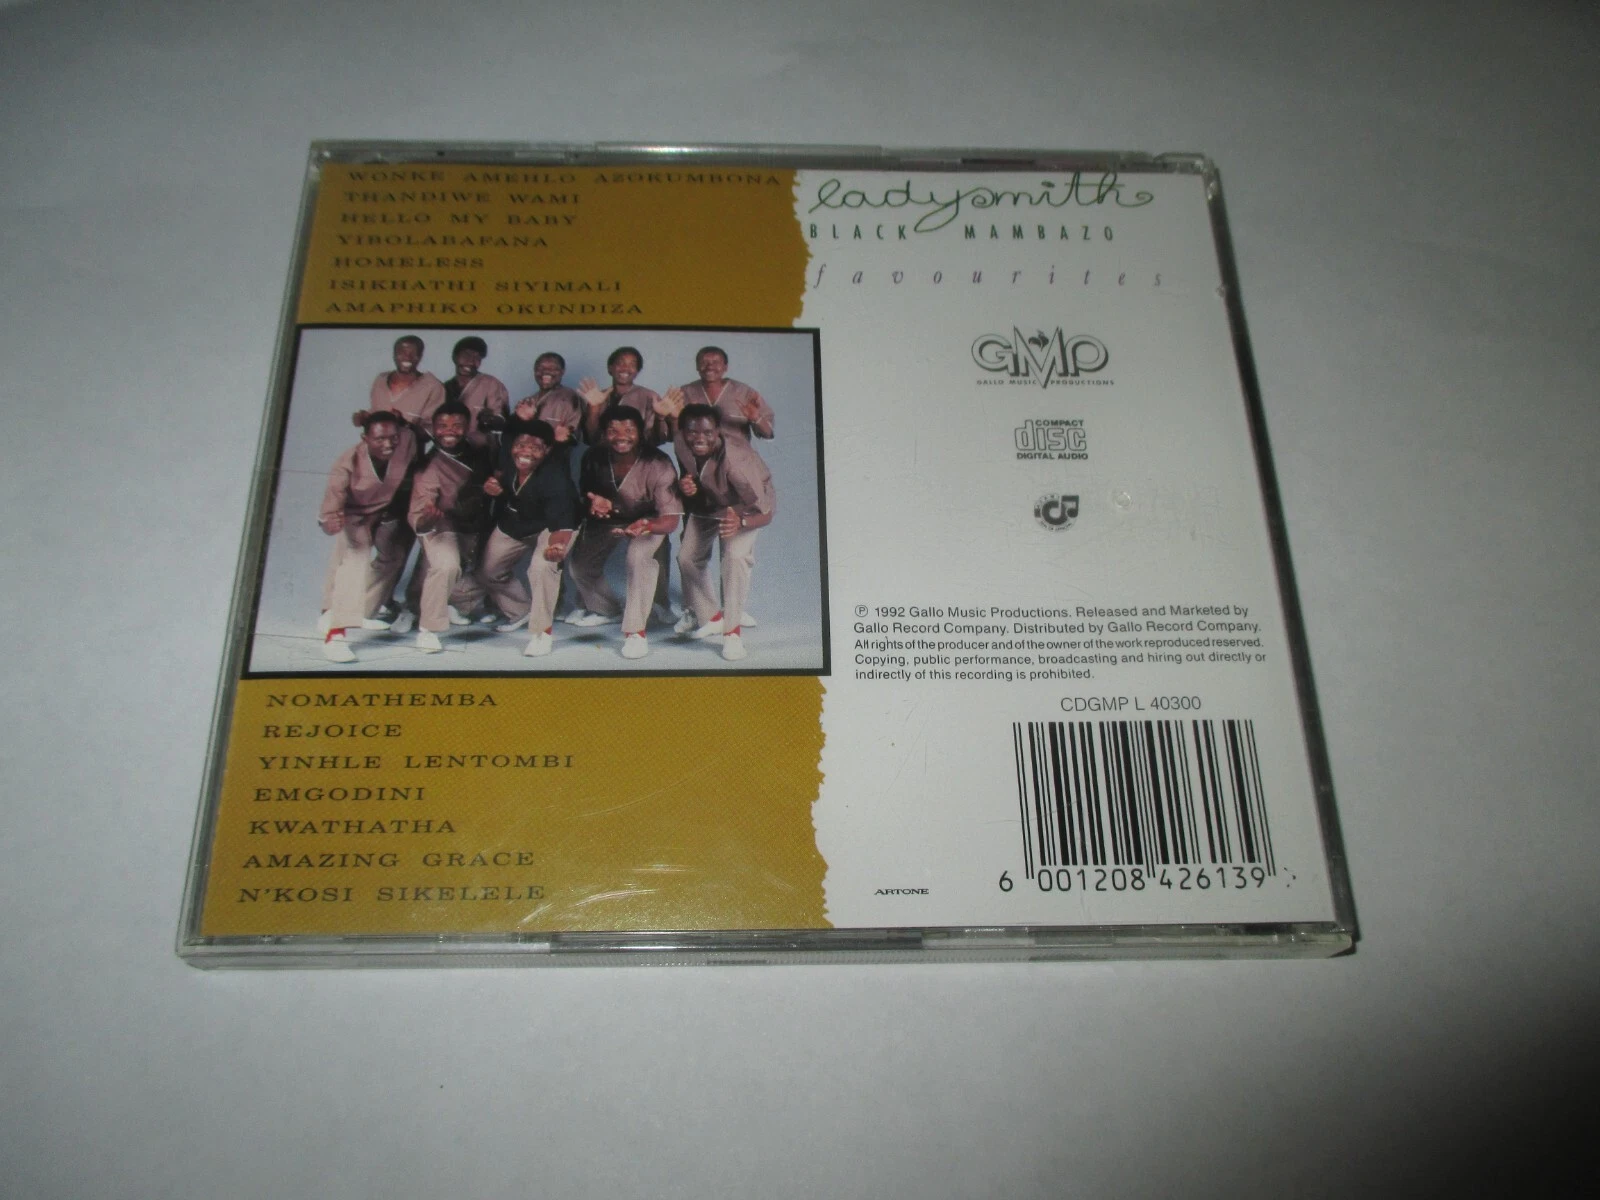 WONKE AMEHLO AZOKUMBONA
THANDIWE WAMI
HELLO MY BABY
YIBOLABAFANA
HOMELESS
ISIKHATHI SIYIMALI
AMAPHIKO OKUNDIZA
NOMATHEMBA
REJOICE
YINHLE LENTOMBI
EMGODINI
KWATHATHA
AMAZING GRACE
N'KOSI SIKELELE
ladysmith
BLACK MAMBAZO
favourites
GMP
GALLO MUSIC PRODUCTIONS
COMPACT
disc
DIGITAL AUDIO
℗ 1992 Gallo Music Productions. Released and Marketed by
Gallo Record Company. Distributed by Gallo Record Company.
All rights of the producer and of the owner of the work reproduced reserved.
Copying, public performance, broadcasting and hiring out directly or
indirectly of this recording is prohibited.
CDGMP L 40300
6 001208 426139 >
ARTONE